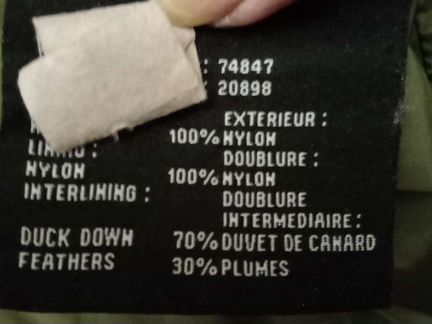 : 74847
: 20898
EXTERIEUR :
100% NYLON
LINING : DOUBLURE :
NYLON 100% NYLON
INTERLINING : DOUBLURE
INTERMEDIAIRE :
DUCK DOWN 70% DUVET DE CANARD
FEATHERS 30% PLUMES